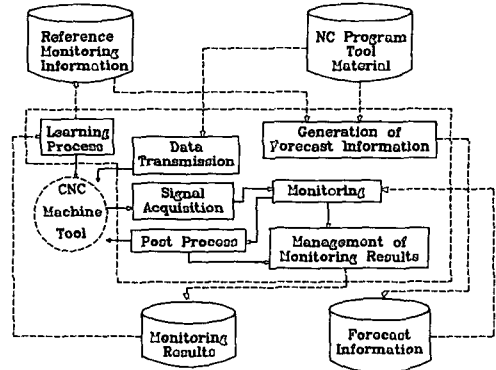 Reference
Monitoring
Information
NC Program
Tool
Material
Learning
Process
Data
Transmission
Generation of
Forecast Information
CNC
Machine
Tool
Signal
Acquisition
Monitoring
Post Process
Management of
Monitoring Results
Monitoring
Results
Forecast
Information